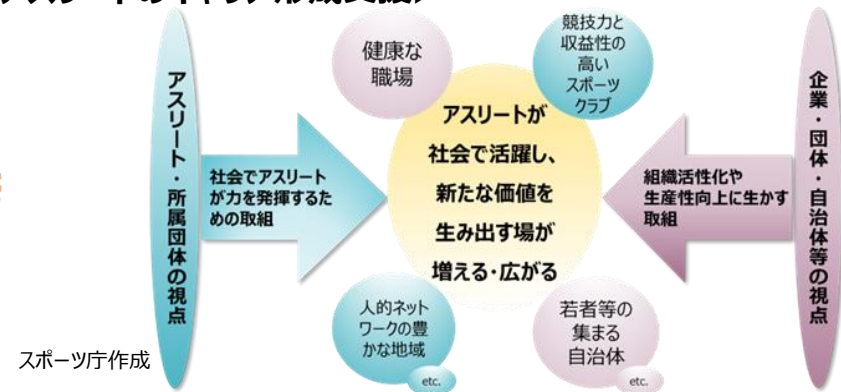 アスリートのキャリア形成支援
アスリート・所属団体の視点
社会でアスリート
が力を発揮するた
めの取組
健康な
職場
競技力と
収益性の
高い
スポーツ
クラブ
アスリートが
社会で活躍し、
新たな価値を
生み出す場が
増える・広がる
組織活性化や
生産性向上に生かす
取組
企業・団体・自治体等の視点
人的ネット
ワークの豊
かな地域
etc.
若者等の
集まる
自治体
etc.
スポーツ庁作成